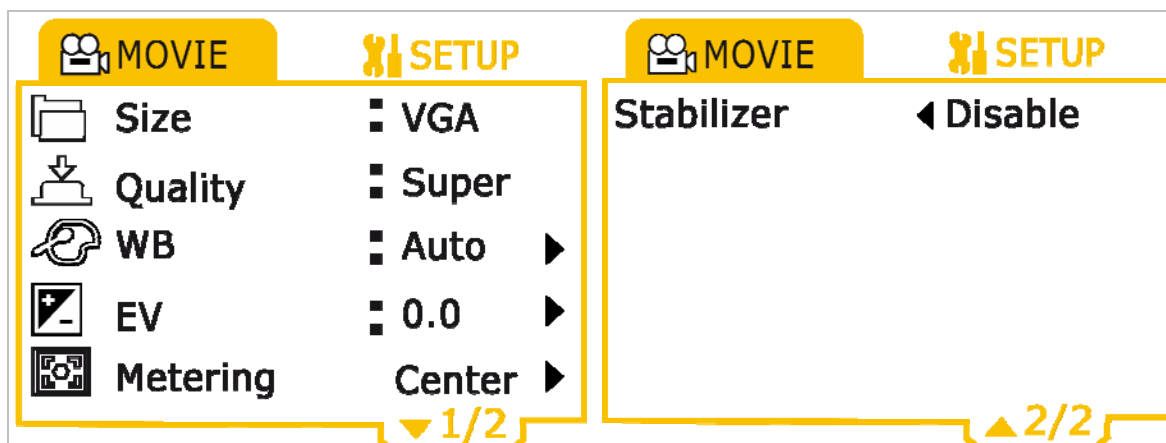 MOVIE SETUP
Size : VGA
Quality : Super
WB : Auto
EV : 0.0
Metering Center
1/2
MOVIE SETUP
Stabilizer Disable
2/2